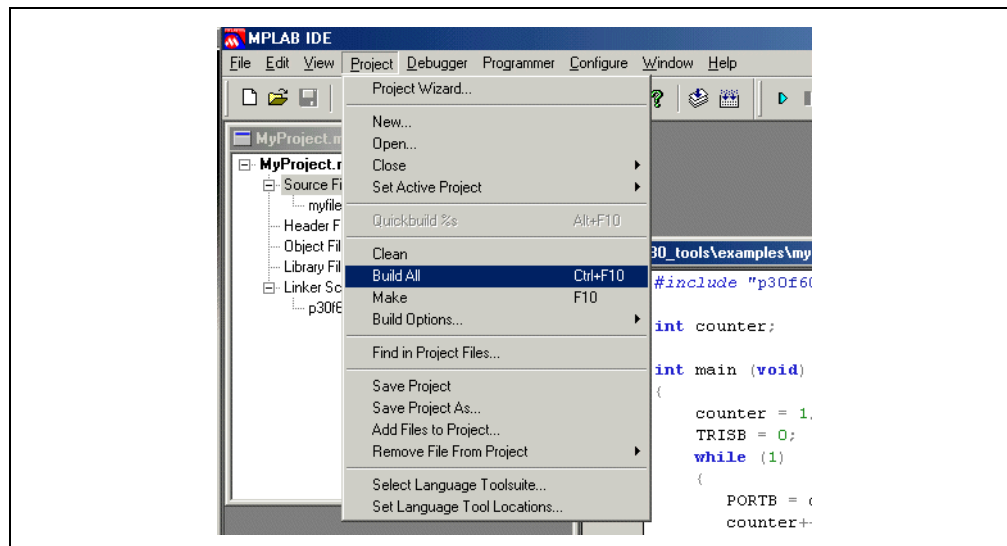 MPLAB IDE
File Edit View Project Debugger Programmer Configure Window Help
Project Wizard...
New...
Open...
Close
Set Active Project
Quickbuild %s Alt+F10
Clean
Build All Ctrl+F10
Make F10
Build Options...
Find in Project Files...
Save Project
Save Project As...
Add Files to Project...
Remove File From Project
Select Language Toolsuite...
Set Language Tool Locations...
MyProject.m
MyProject.r
Source Fi
myfile
Header F
Object Fil
Library Fil
Linker Sc
p30f6
30_tools\examples\my
#include "p30f60
int counter;
int main (void)
{
counter = 1;
TRISB = 0;
while (1)
{
PORTB = c
counter+